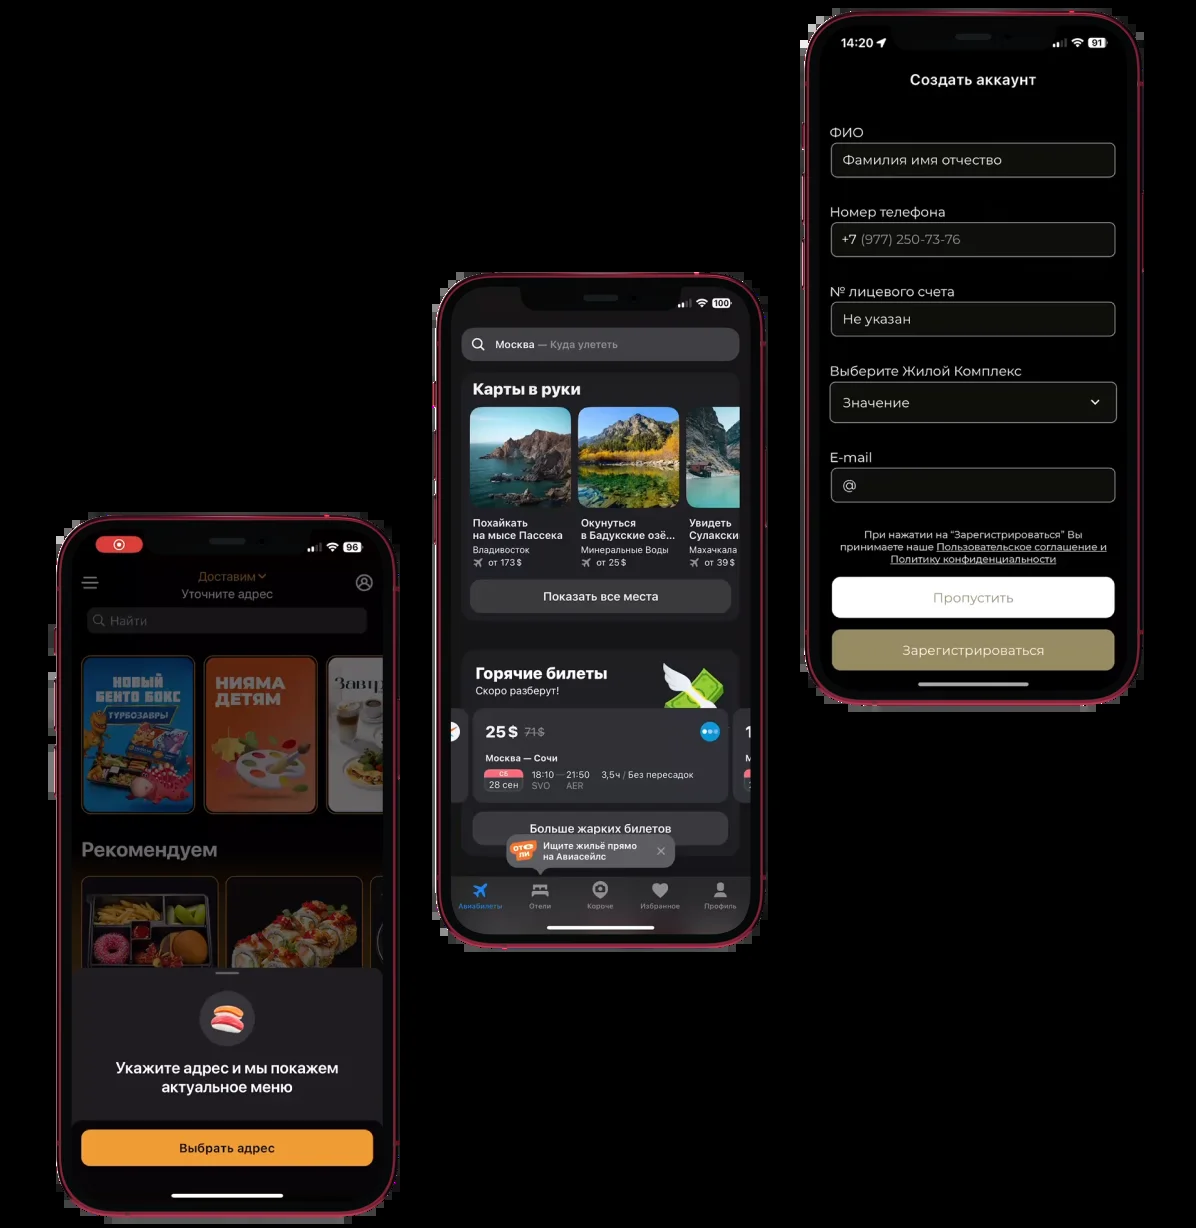 14:20
91
Создать аккаунт
ФИО
Фамилия имя отчество
Номер телефона
+7 (977) 250-73-76
№ лицевого счета
Не указан
Выберите Жилой Комплекс
Значение
E-mail
@
При нажатии на "Зарегистрироваться" Вы
принимаете наше Пользовательское соглашение и
Политику конфиденциальности
Пропустить
Зарегистрироваться
100
Москва — Куда улететь
Карты в руки
Похайкать
на мысе Пассека
Владивосток
от 173 $
Окунуться
в Бадукские озё...
Минеральные Воды
от 25 $
Увидеть
Сулакски
Махачкала
от 39 $
Показать все места
Горячие билеты
Скоро разберут!
25 $ 71 $
Москва — Сочи
СБ
28 сен
18:10 — 21:50 3,5ч / Без пересадок
SVO AER
Больше жарких билетов
ОТЕ
ЛИ
Ищите жильё прямо
на Авиасейлс
Авиабилеты Отели Короче Избранное Профиль
96
Доставим
Уточните адрес
Найти
НОВЫЙ
БЕНТО БОКС
ТУРБОЗАВРЫ
НИЯМА
ДЕТЯМ
Завтр
Рекомендуем
Укажите адрес и мы покажем
актуальное меню
Выбрать адрес